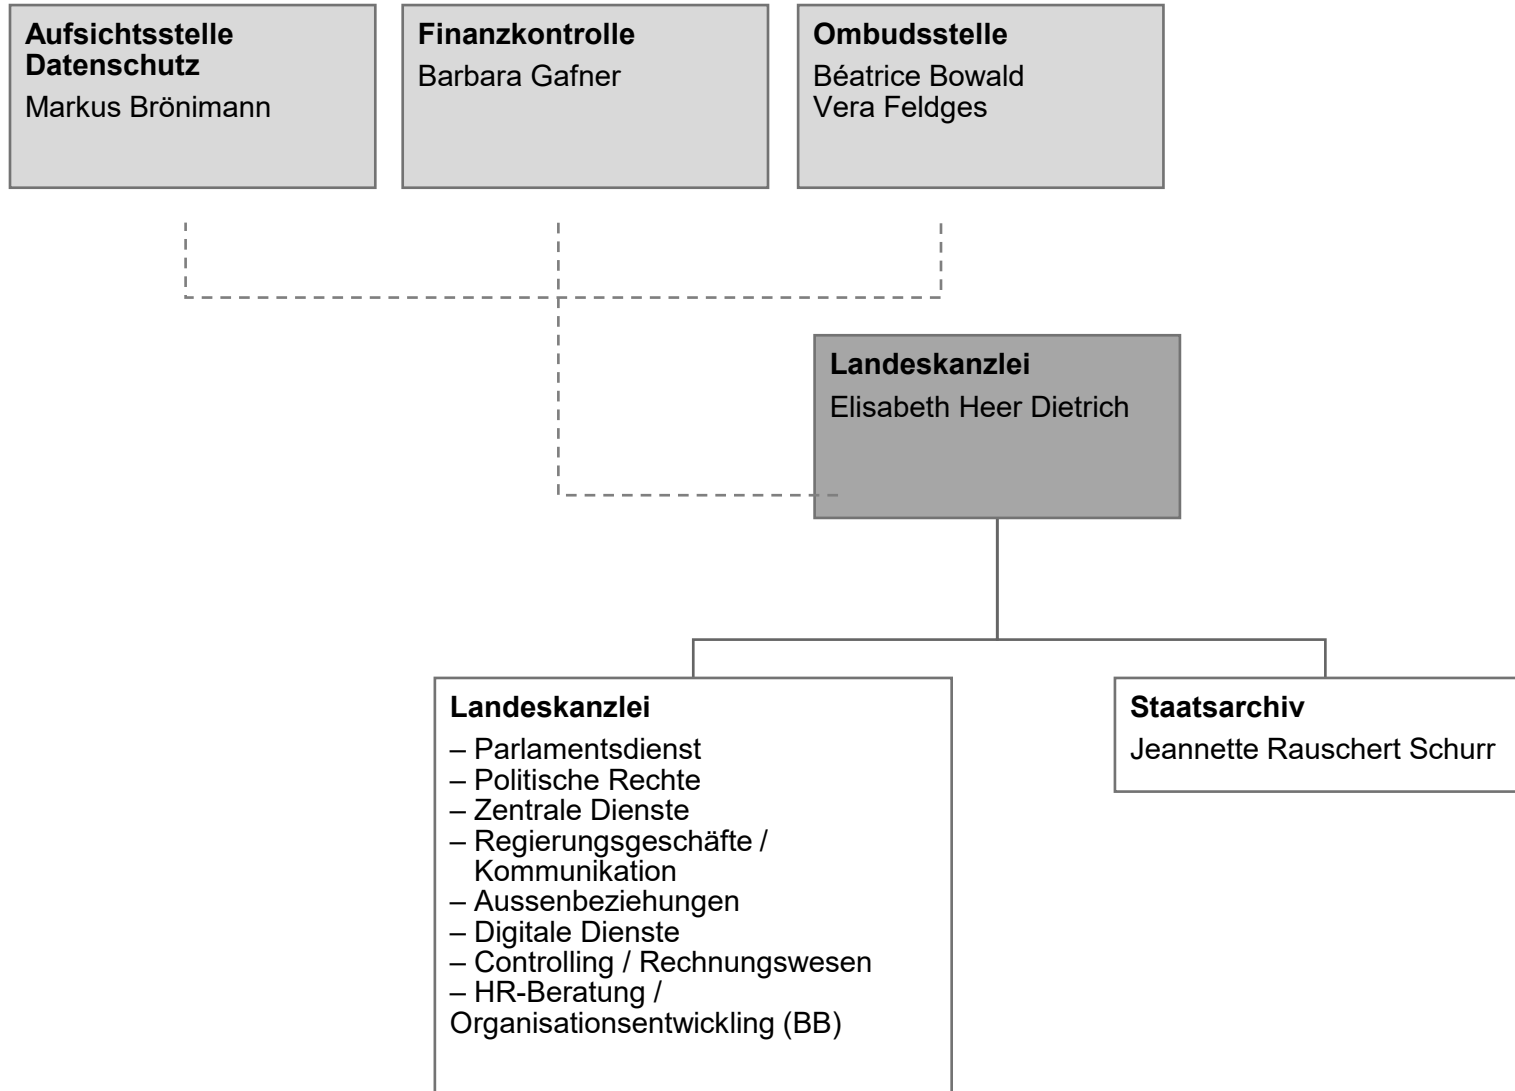 Aufsichtsstelle
Datenschutz
Markus Brönimann
Finanzkontrolle
Barbara Gafner
Ombudsstelle
Béatrice Bowald
Vera Feldges
Landeskanzlei
Elisabeth Heer Dietrich
Landeskanzlei
– Parlamentsdienst
– Politische Rechte
– Zentrale Dienste
– Regierungsgeschäfte /
Kommunikation
– Aussenbeziehungen
– Digitale Dienste
– Controlling / Rechnungswesen
– HR-Beratung /
Organisationsentwickling (BB)
Staatsarchiv
Jeannette Rauschert Schurr